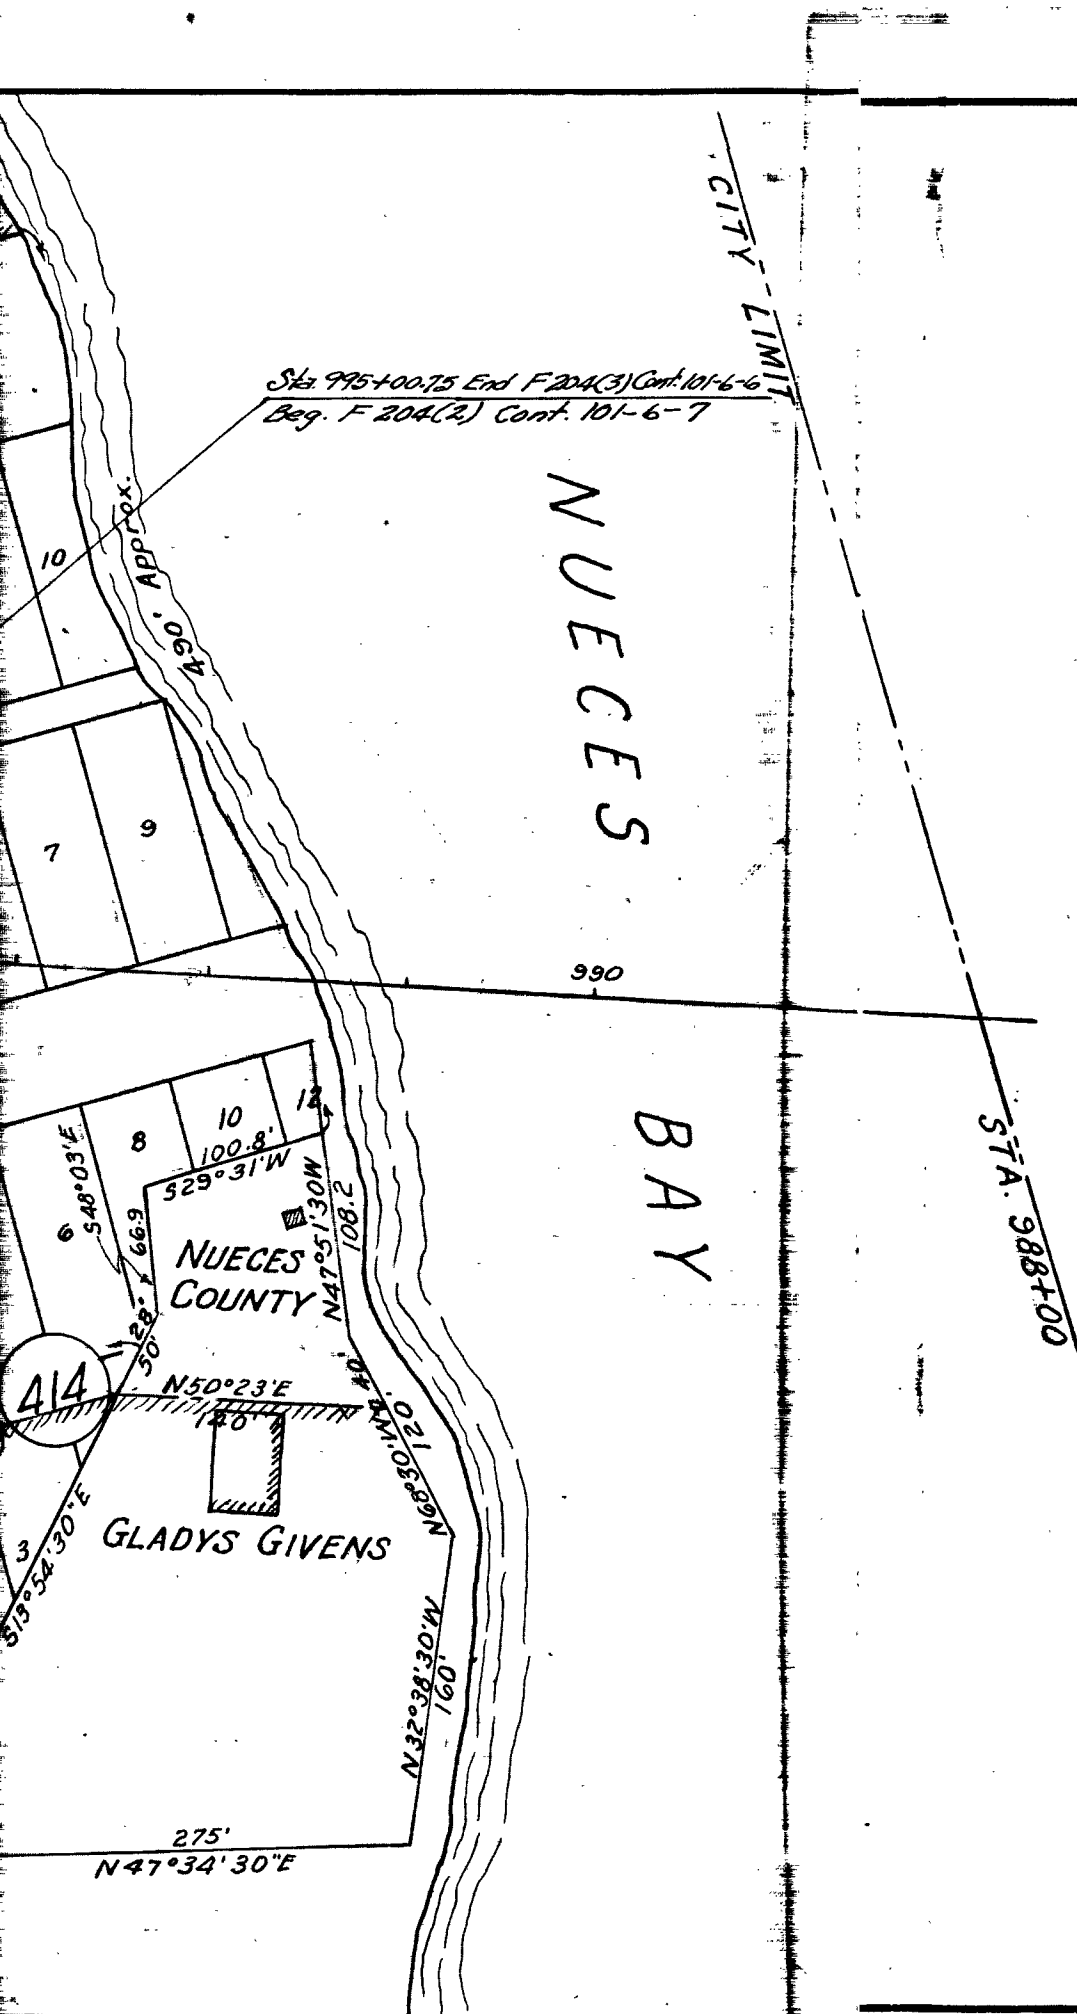 CITY LIMIT
Sta. 995+00.75 End F 204(3) Cont. 101-6-6
Beg. F 204(2) Cont. 101-6-7
490' Approx.
10
NUECES
7
9
990
BAY
STA. 988+00
6
8
10
12
100.8'
S29°31'W
S48°03'E
66.9
N47°51'30W
108.2
NUECES
COUNTY
28'
50'
414
N50°23'E
140'
40'
N68°30'W
120'
3
S13°54'30"E
GLADYS GIVENS
N32°38'30"W
160'
275'
N47°34'30"E